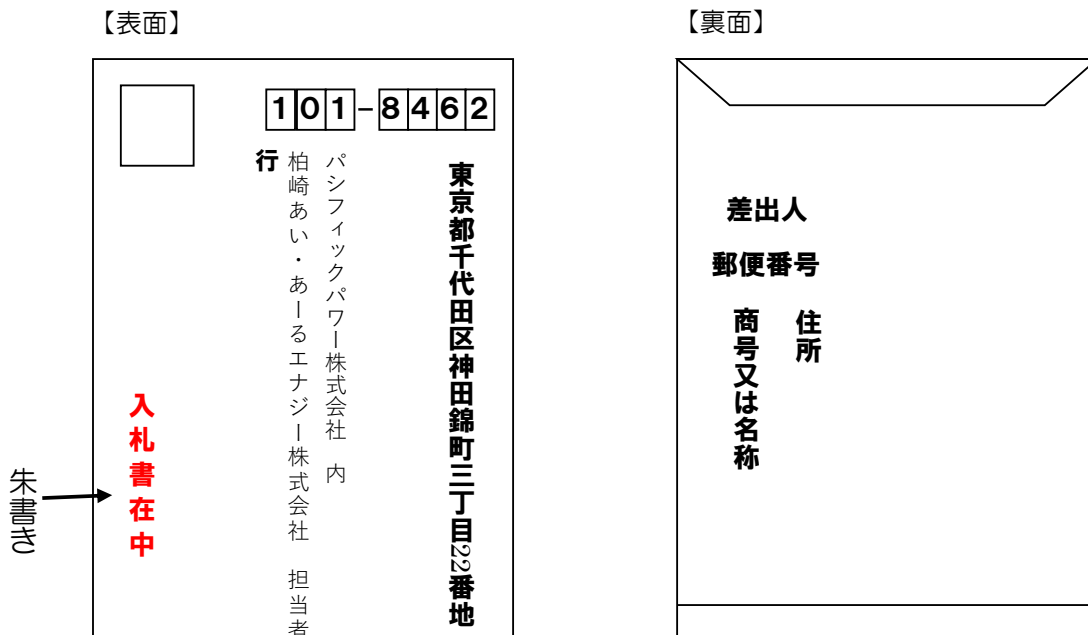 【表面】
101-8462
東京都千代田区神田錦町三丁目22番地
パシフィックパワー株式会社 内
柏崎あい・あーるエナジー株式会社 担当者
行
入札書在中
朱書き
【裏面】
差出人
郵便番号
住所
商号又は名称